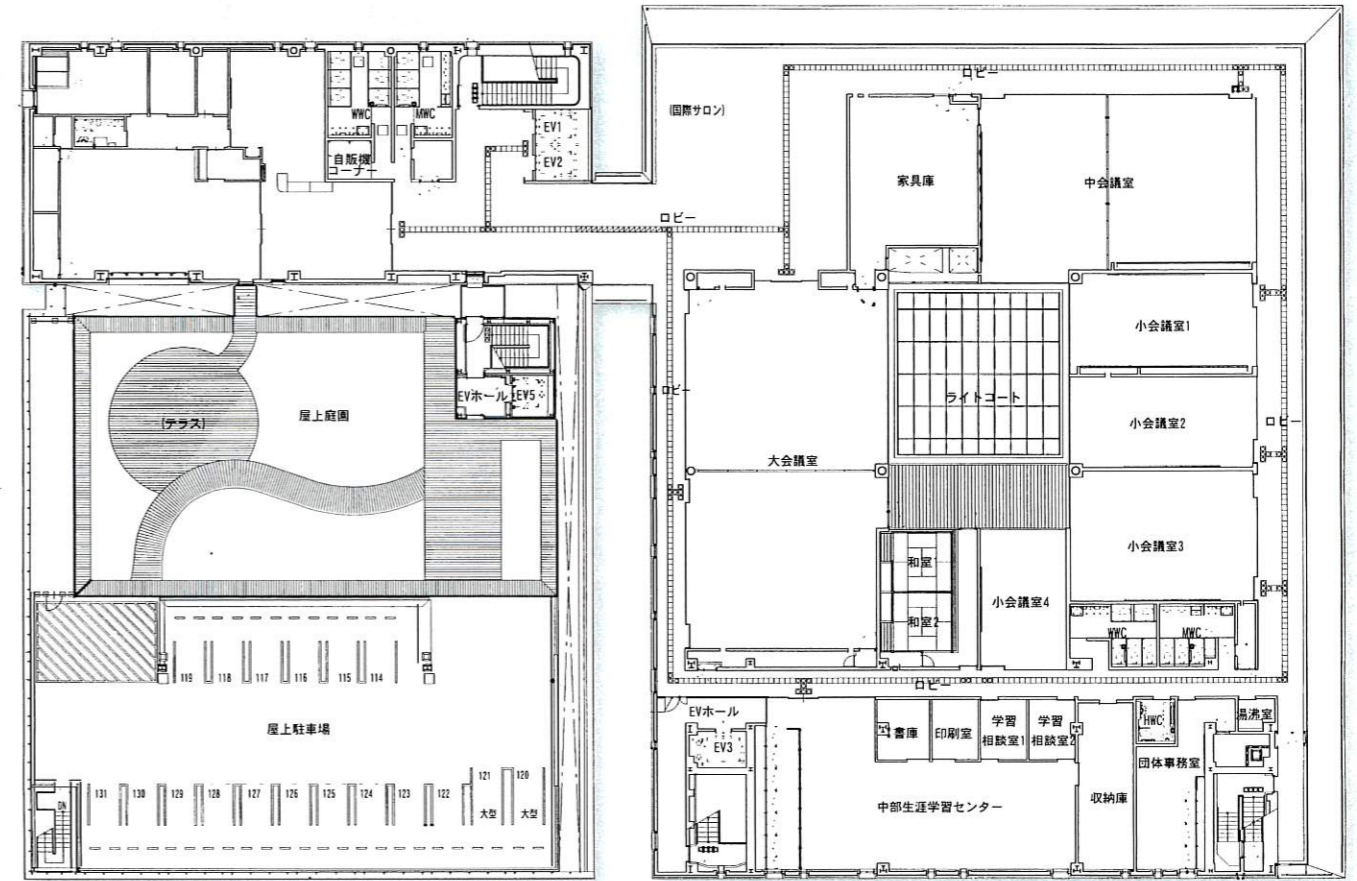 WWC
MWC
自販機
コーナー
EV1
EV2
ロビー
(国際サロン)
家具庫
中会議室
ロビー
小会議室1
小会議室2
小会議室3
ロビー
ライトコート
大会議室
ロビー
和室1
和室2
小会議室4
WWC
MWC
ロビー
EVホール
EV5
屋上庭園
(テラス)
119
118
117
116
115
114
屋上駐車場
131
130
129
128
127
126
125
124
123
122
121
120
大型
大型
DN
EVホール
EV3
書庫
印刷室
学習
相談室1
学習
相談室2
中部生涯学習センター
収納庫
HWC
団体事務室
湯沸室